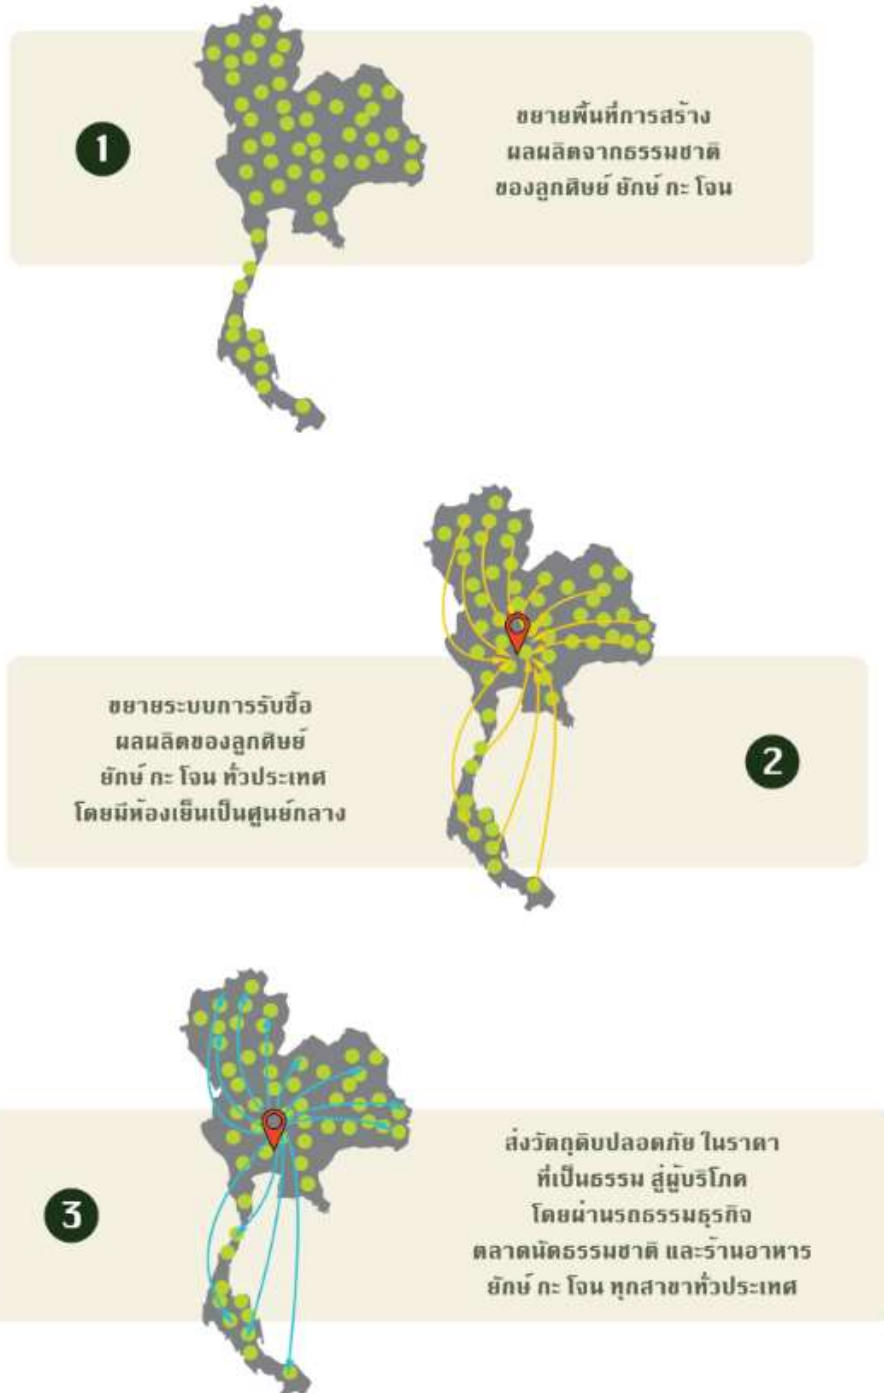 1
ขยายพื้นที่การสร้าง
ผลผลิตจากธรรมชาติ
ของลูกศิษย์ ยักษ์ กะ โจน
ขยายระบบการรับซื้อ
ผลผลิตของลูกศิษย์
ยักษ์ กะ โจน ทั่วประเทศ
โดยมีห้องเย็นเป็นศูนย์กลาง
2
3
ส่งวัตถุดิบปลอดภัย ในราคา
ที่เป็นธรรม สู่ผู้บริโภค
โดยผ่านรถธรรมธุรกิจ
ตลาดนัดธรรมชาติ และร้านอาหาร
ยักษ์ กะ โจน ทุกสาขาทั่วประเทศ